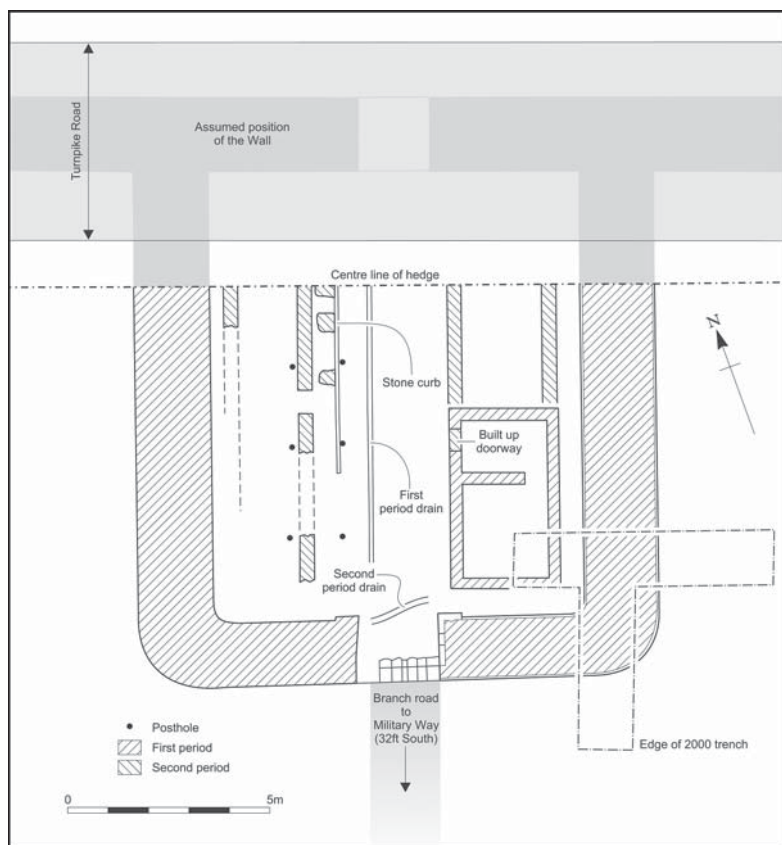 Turnpike Road
Assumed position
of the Wall
Centre line of hedge
N
Stone curb
Built up
doorway
First
period drain
Second
period drain
Branch road
to
Military Way
(32ft South)
Edge of 2000 trench
Posthole
First period
Second period
0
5m